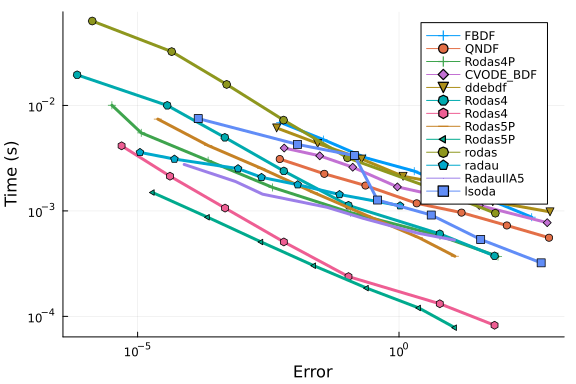 FBDF
QNDF
Rodas4P
CVODE_BDF
ddebdf
Rodas4
Rodas4
Rodas5P
Rodas5P
rodas
radau
RadauIIA5
lsoda
10⁻²
10⁻³
10⁻⁴
Time (s)
10⁻⁵
10⁰
Error